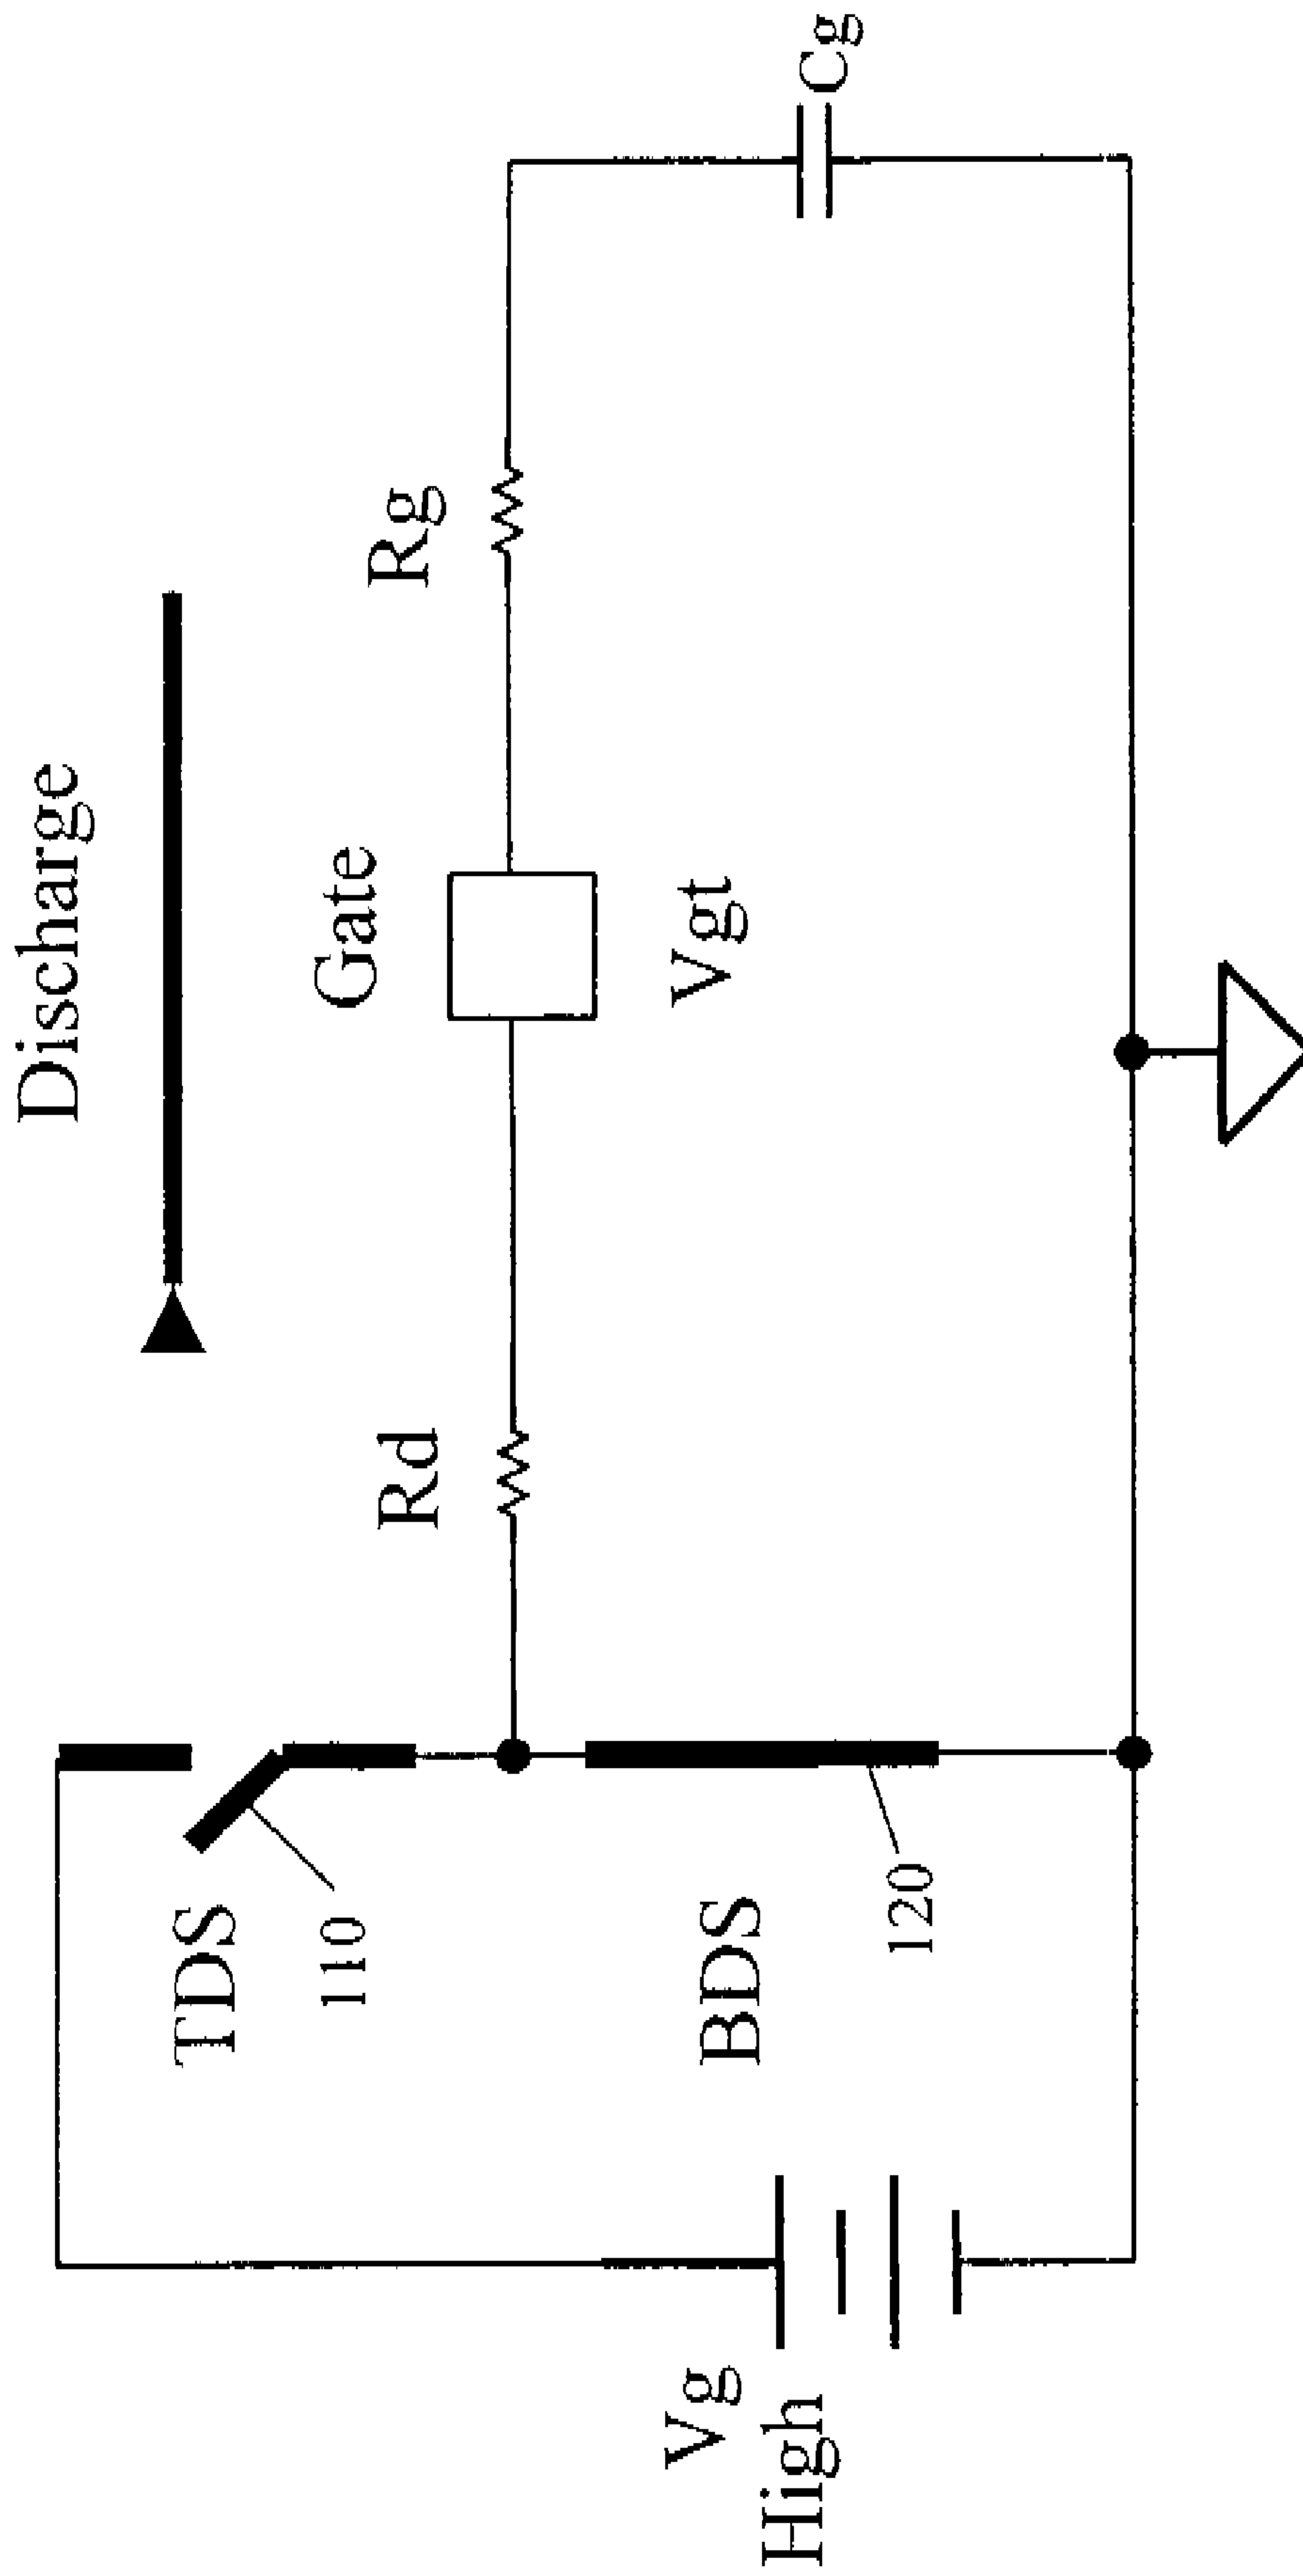 Discharge
TDS
110
Rd
Gate
Rg
Vg
High
BDS
120
Vgt
Cg